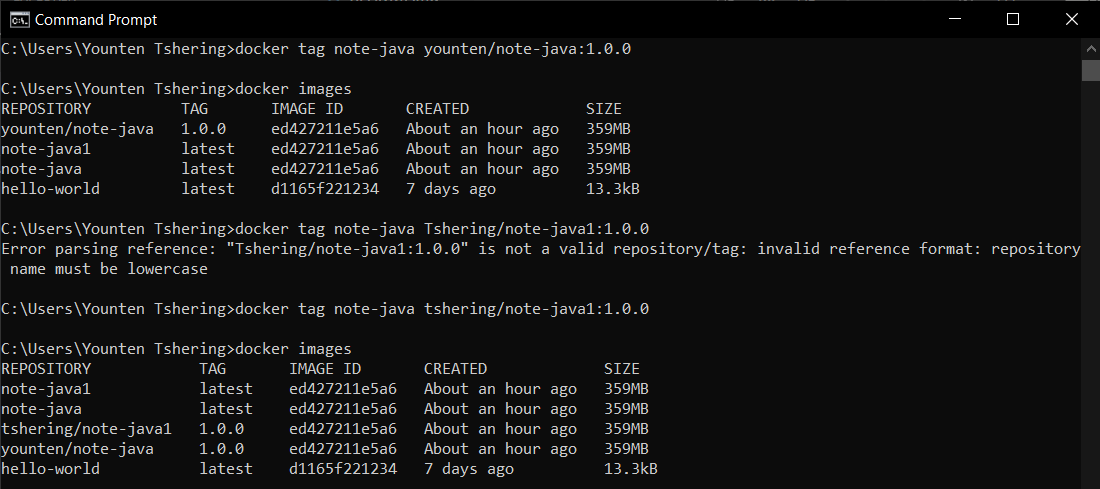 Command Prompt
C:\Users\Younten Tshering>docker tag note-java younten/note-java:1.0.0
C:\Users\Younten Tshering>docker images
REPOSITORY          TAG       IMAGE ID       CREATED             SIZE
younten/note-java   1.0.0     ed427211e5a6   About an hour ago   359MB
note-java1          latest    ed427211e5a6   About an hour ago   359MB
note-java           latest    ed427211e5a6   About an hour ago   359MB
hello-world         latest    d1165f221234   7 days ago          13.3kB
C:\Users\Younten Tshering>docker tag note-java Tshering/note-java1:1.0.0
Error parsing reference: "Tshering/note-java1:1.0.0" is not a valid repository/tag: invalid reference format: repository
 name must be lowercase
C:\Users\Younten Tshering>docker tag note-java tshering/note-java1:1.0.0
C:\Users\Younten Tshering>docker images
REPOSITORY            TAG       IMAGE ID       CREATED             SIZE
note-java1            latest    ed427211e5a6   About an hour ago   359MB
note-java             latest    ed427211e5a6   About an hour ago   359MB
tshering/note-java1   1.0.0     ed427211e5a6   About an hour ago   359MB
younten/note-java     1.0.0     ed427211e5a6   About an hour ago   359MB
hello-world           latest    d1165f221234   7 days ago          13.3kB